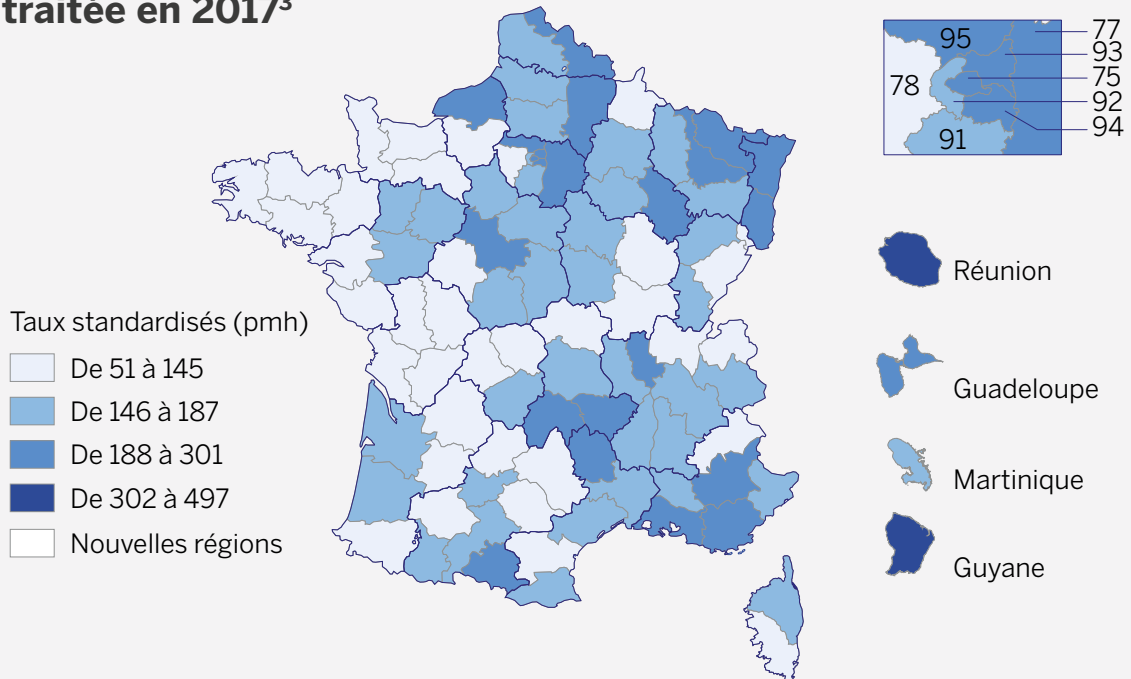 traitée en 2017³
95
77
93
78
75
92
91
94
Réunion
Guadeloupe
Martinique
Guyane
Taux standardisés (pmh)
De 51 à 145
De 146 à 187
De 188 à 301
De 302 à 497
Nouvelles régions